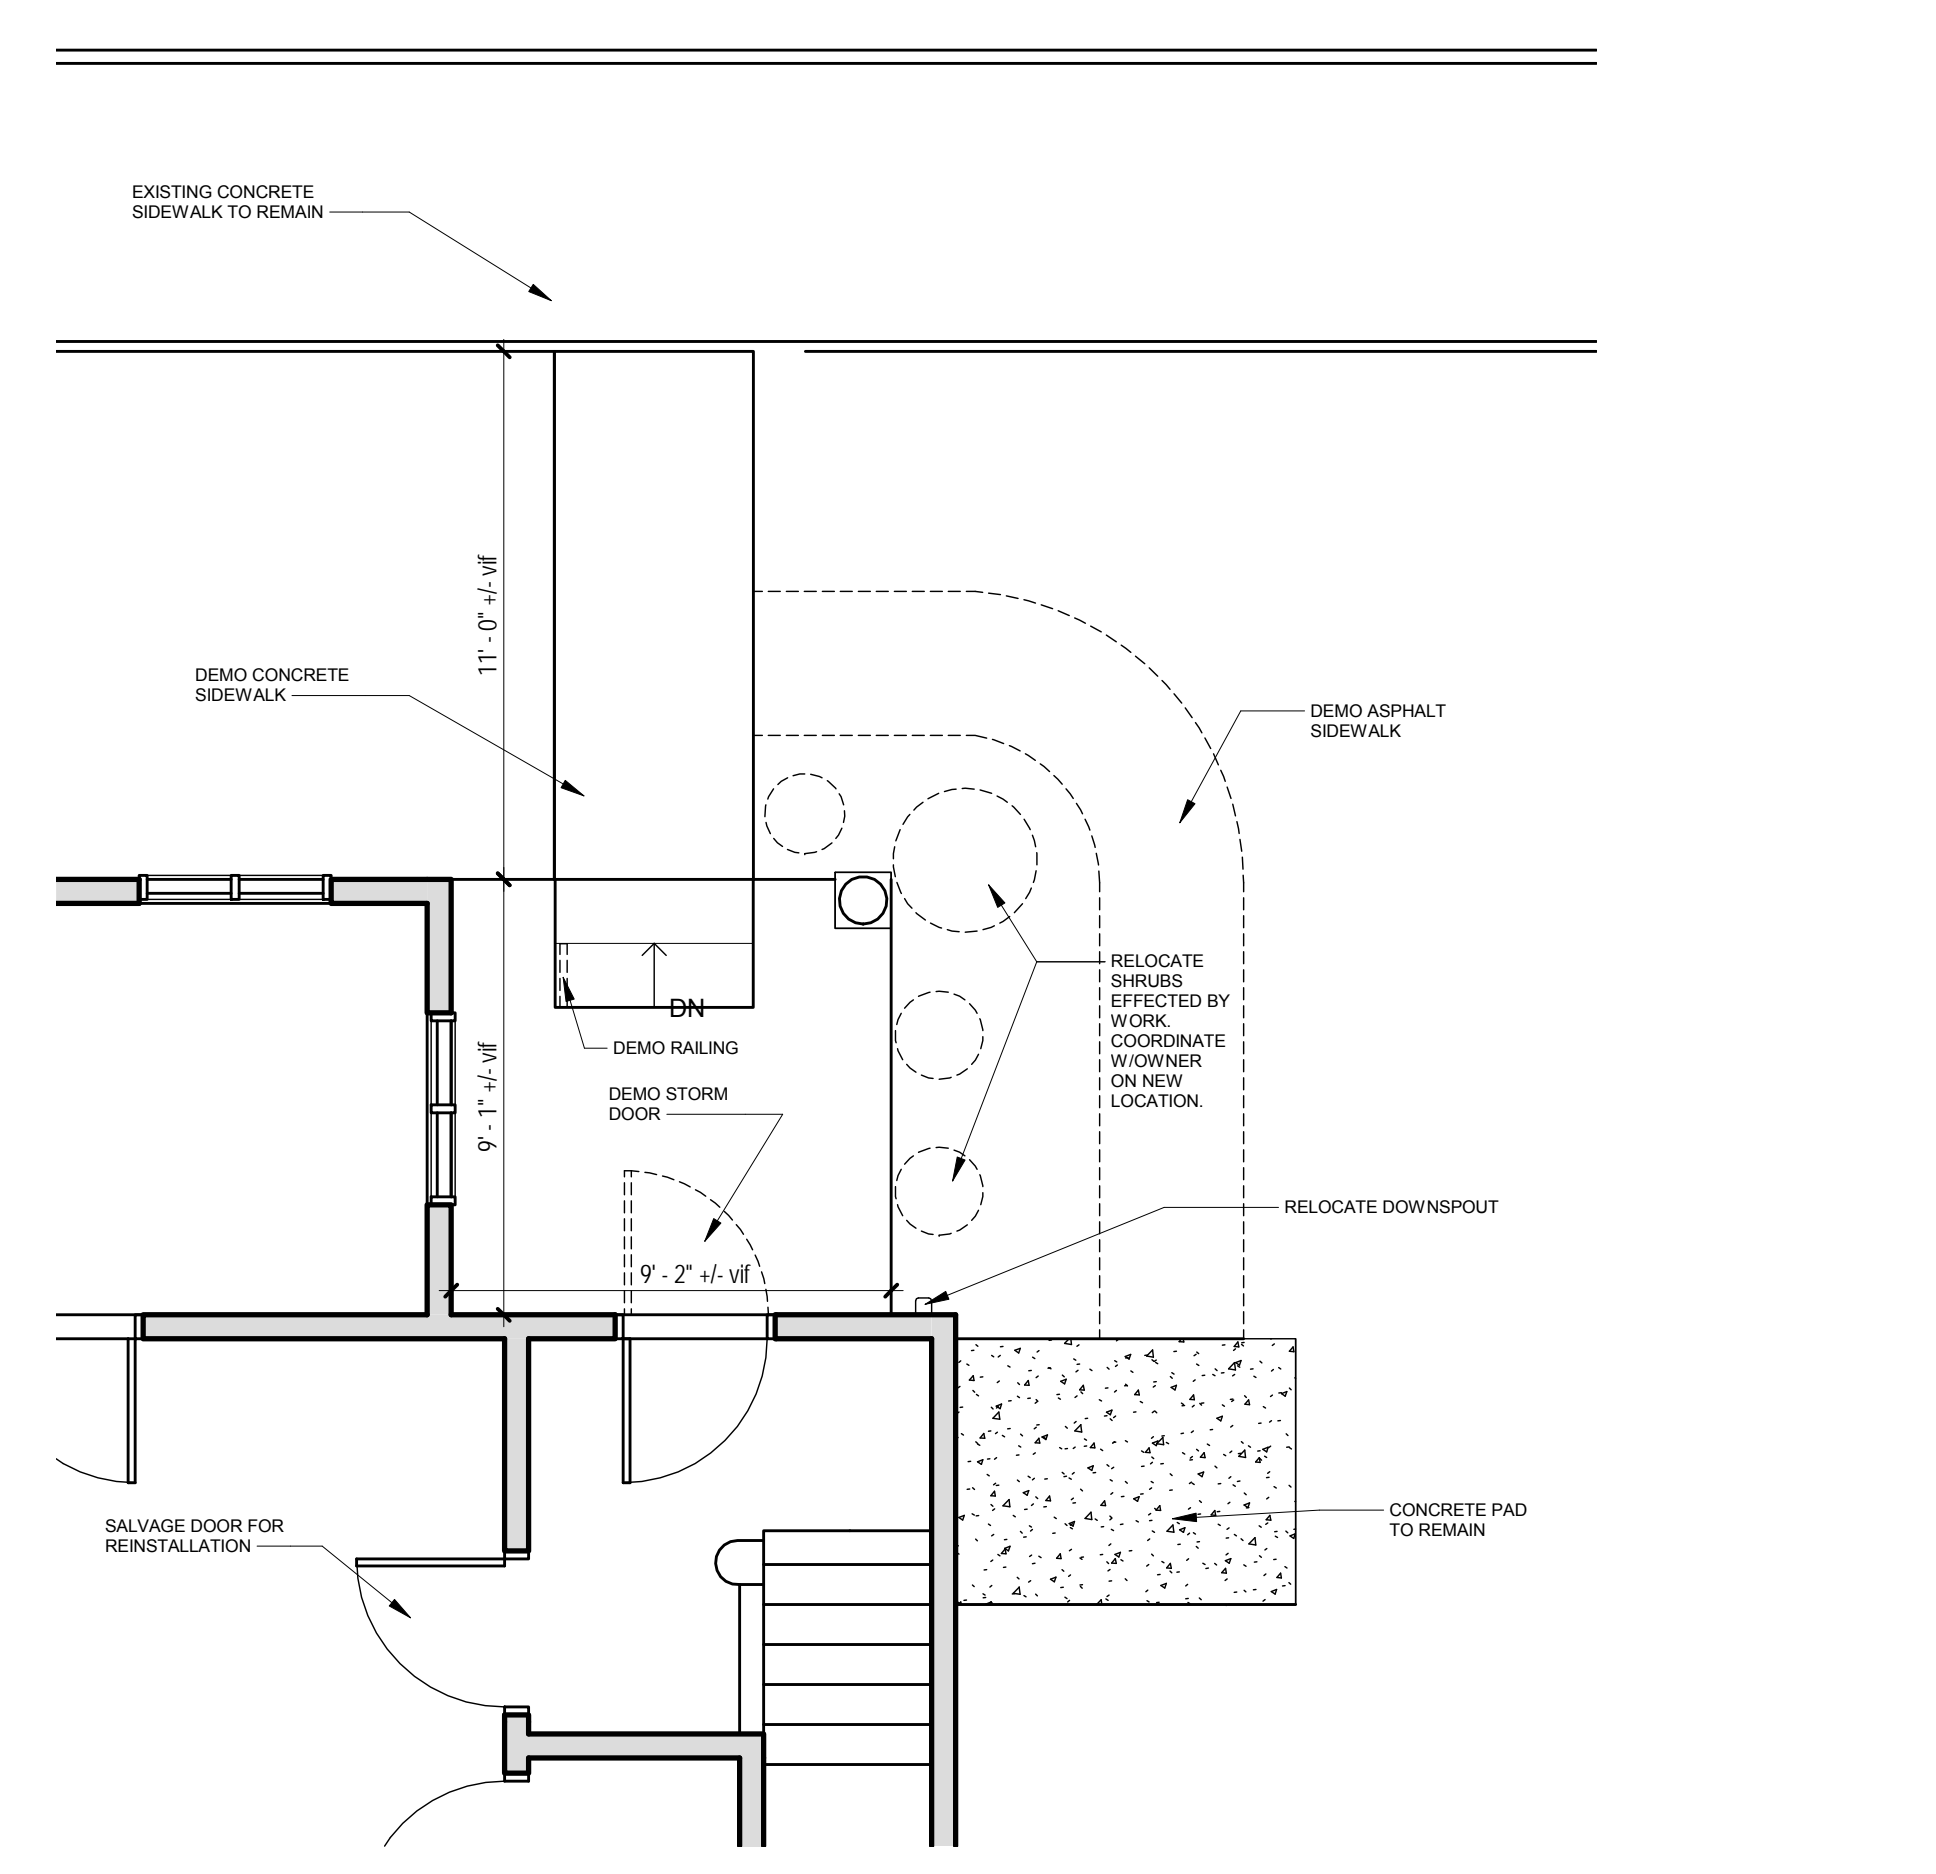 EXISTING CONCRETE
SIDEWALK TO REMAIN
11' - 0" +/- vif
DEMO CONCRETE
SIDEWALK
DEMO ASPHALT
SIDEWALK
RELOCATE
SHRUBS
EFFECTED BY
WORK.
COORDINATE
W/OWNER
ON NEW
LOCATION.
DN
DEMO RAILING
9' - 1" +/- vif
DEMO STORM
DOOR
RELOCATE DOWNSPOUT
9' - 2" +/- vif
SALVAGE DOOR FOR
REINSTALLATION
CONCRETE PAD
TO REMAIN